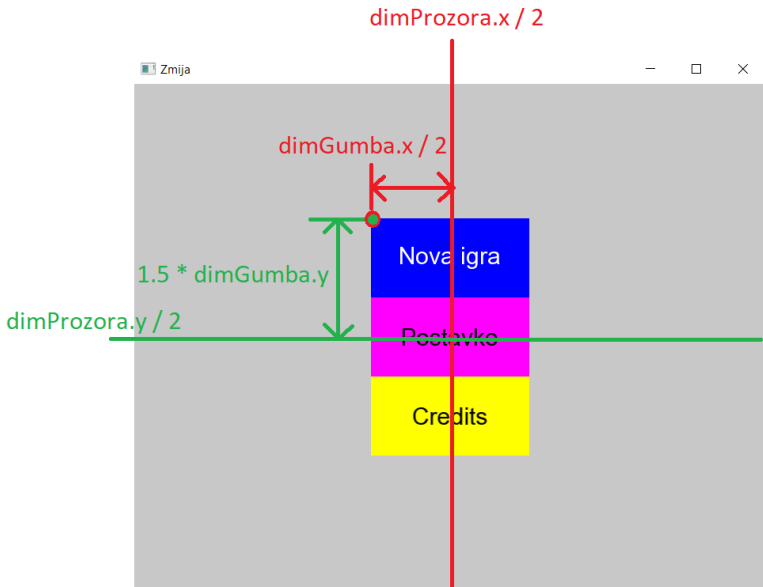 dimProzora.x / 2
Zmija
dimGumba.x / 2
Nova igra
1.5 * dimGumba.y
dimProzora.y / 2
Postavke
Credits